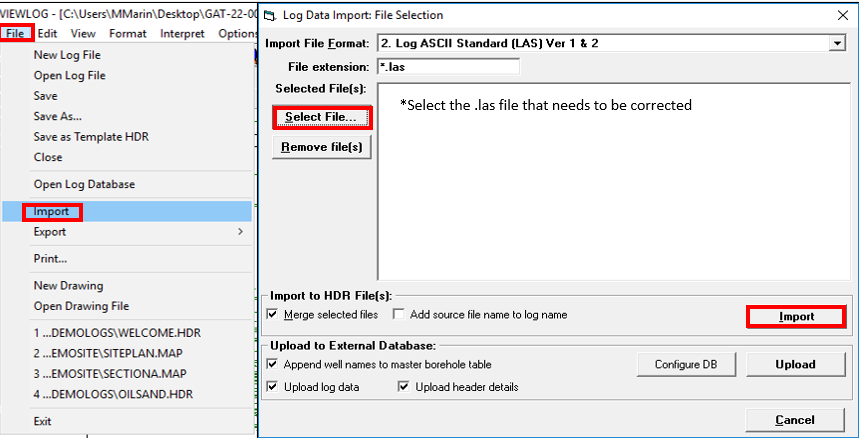 VIEWLOG - [C:\Users\MMarin\Desktop\GAT-22-00
File Edit View Format Interpret Options
New Log File
Open Log File
Save
Save As...
Save as Template HDR
Close
Open Log Database
Import
Export
Print...
New Drawing
Open Drawing File
1 ...DEMOLOGS\WELCOME.HDR
2 ...EMOSITE\SITEPLAN.MAP
3 ...EMOSITE\SECTIONA.MAP
4 ...DEMOLOGS\OILSAND.HDR
Exit
Log Data Import: File Selection
Import File Format: 2. Log ASCII Standard (LAS) Ver 1 & 2
File extension: *.las
Selected File(s):
*Select the .las file that needs to be corrected
Select File...
Remove file(s)
Import to HDR File(s):
Merge selected files Add source file name to log name
Import
Upload to External Database:
Append well names to master borehole table Configure DB Upload
Upload log data Upload header details
Cancel